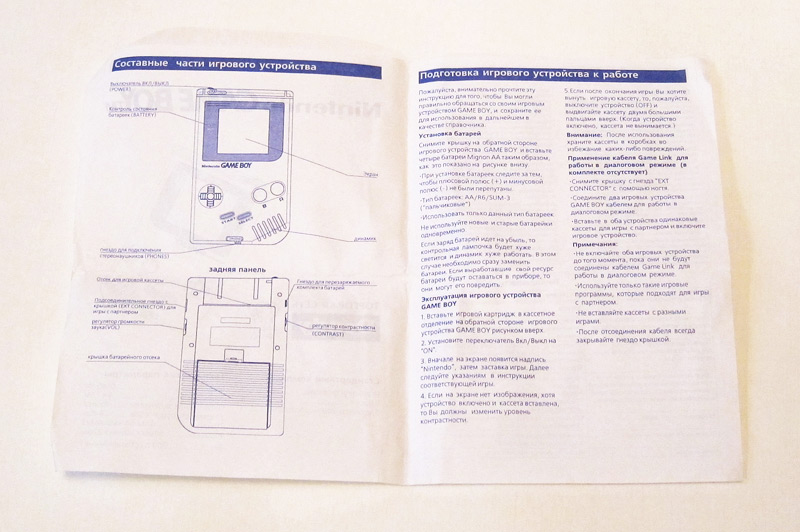 Составные части игрового устройства
Выключатель ВКЛ/ВЫКЛ
(POWER)
Контроль состояния
батареек (BATTERY)
Nintendo GAME BOY
экран
динамик
гнездо для подключения
стереонаушников (PHONES)
задняя панель
Отсек для игровой кассеты
Гнездо для перезаряжаемого
комплекта батарей
Подсоединительное гнездо с
крышкой (EXT CONNECTOR) для
игры с партнером
регулятор громкости
звука(VOL)
регулятор контрастности
(CONTRAST)
крышка батарейного отсека
Подготовка игрового устройства к работе
Пожалуйста, внимательно прочтите эту
инструкцию для того, чтобы Вы могли
правильно обращаться со своим игровым
устройством GAME BOY, и сохраните ее
для использования в дальнейшем в
качестве справочника.
Установка батарей
Снимите крышку на обратной стороне
игрового устройства GAME BOY и вставьте
четыре батареи Mignon AA таким образом,
как это показано на рисунке внизу.
-При установке батареек следите за тем,
чтобы плюсовой полюс (+) и минусовой
полюс (-) не были перепутаны.
-Тип батареек: AA/R6/SUM-3
("пальчиковые")
-Использовать только данный тип батареек.
Не используйте новые и старые батарейки
одновременно.
Если заряд батарей идет на убыль, то
контрольная лампочка будет хуже
светится и динамик хуже работать. В этом
случае необходимо сразу заменить
батареи. Если выработавшие свой ресурс
батареи будут оставаться в приборе, то
они могут его повредить.
Эксплуатация игрового устройства
GAME BOY
1. Вставьте игровой картридж в кассетное
отделение на обратной стороне игрового
устройства GAME BOY рисунком вверх.
2. Установите переключатель Вкл/Выкл на
"ON".
3. Вначале на экране появится надпись
"Nintendo", затем заставка игры. Далее
следуйте указаниям в инструкции
соответствующей игры.
4. Если на экране нет изображения, хотя
устройство включено и кассета вставлена,
то Вы должны изменить уровень
контрастности.
5.Если после окончания игры Вы хотите
вынуть игровую кассету, то, пожалуйста,
выключите устройство (OFF) и
выдвигайте кассету двумя большими
пальцами вверх. (Когда устройство
включено, кассета не вынимается.)
Внимание: После использования
храните кассеты в коробках во
избежание каких-либо повреждений.
Применение кабеля Game Link для
работы в диалоговом режиме (в
комплекте отсутствует)
-Снимите крышку с гнезда "EXT
CONNECTOR" с помощью ногтя.
-Соедините два игровых устройства
GAME BOY кабелем для работы в
диалоговом режиме.
-Вставьте в оба устройства одинаковые
кассеты для игры с партнером и включите
игровое устройство.
Примечания:
-Не включайте оба игровых устройства
до того момента, пока они не будут
соединены кабелем Game Link для
работы в диалоговом режиме.
-Используйте только такие игровые
программы, которые подходят для игры
с партнером.
-Не вставляйте кассеты с разными
играми.
-После отсоединения кабеля всегда
закрывайте гнездо крышкой.